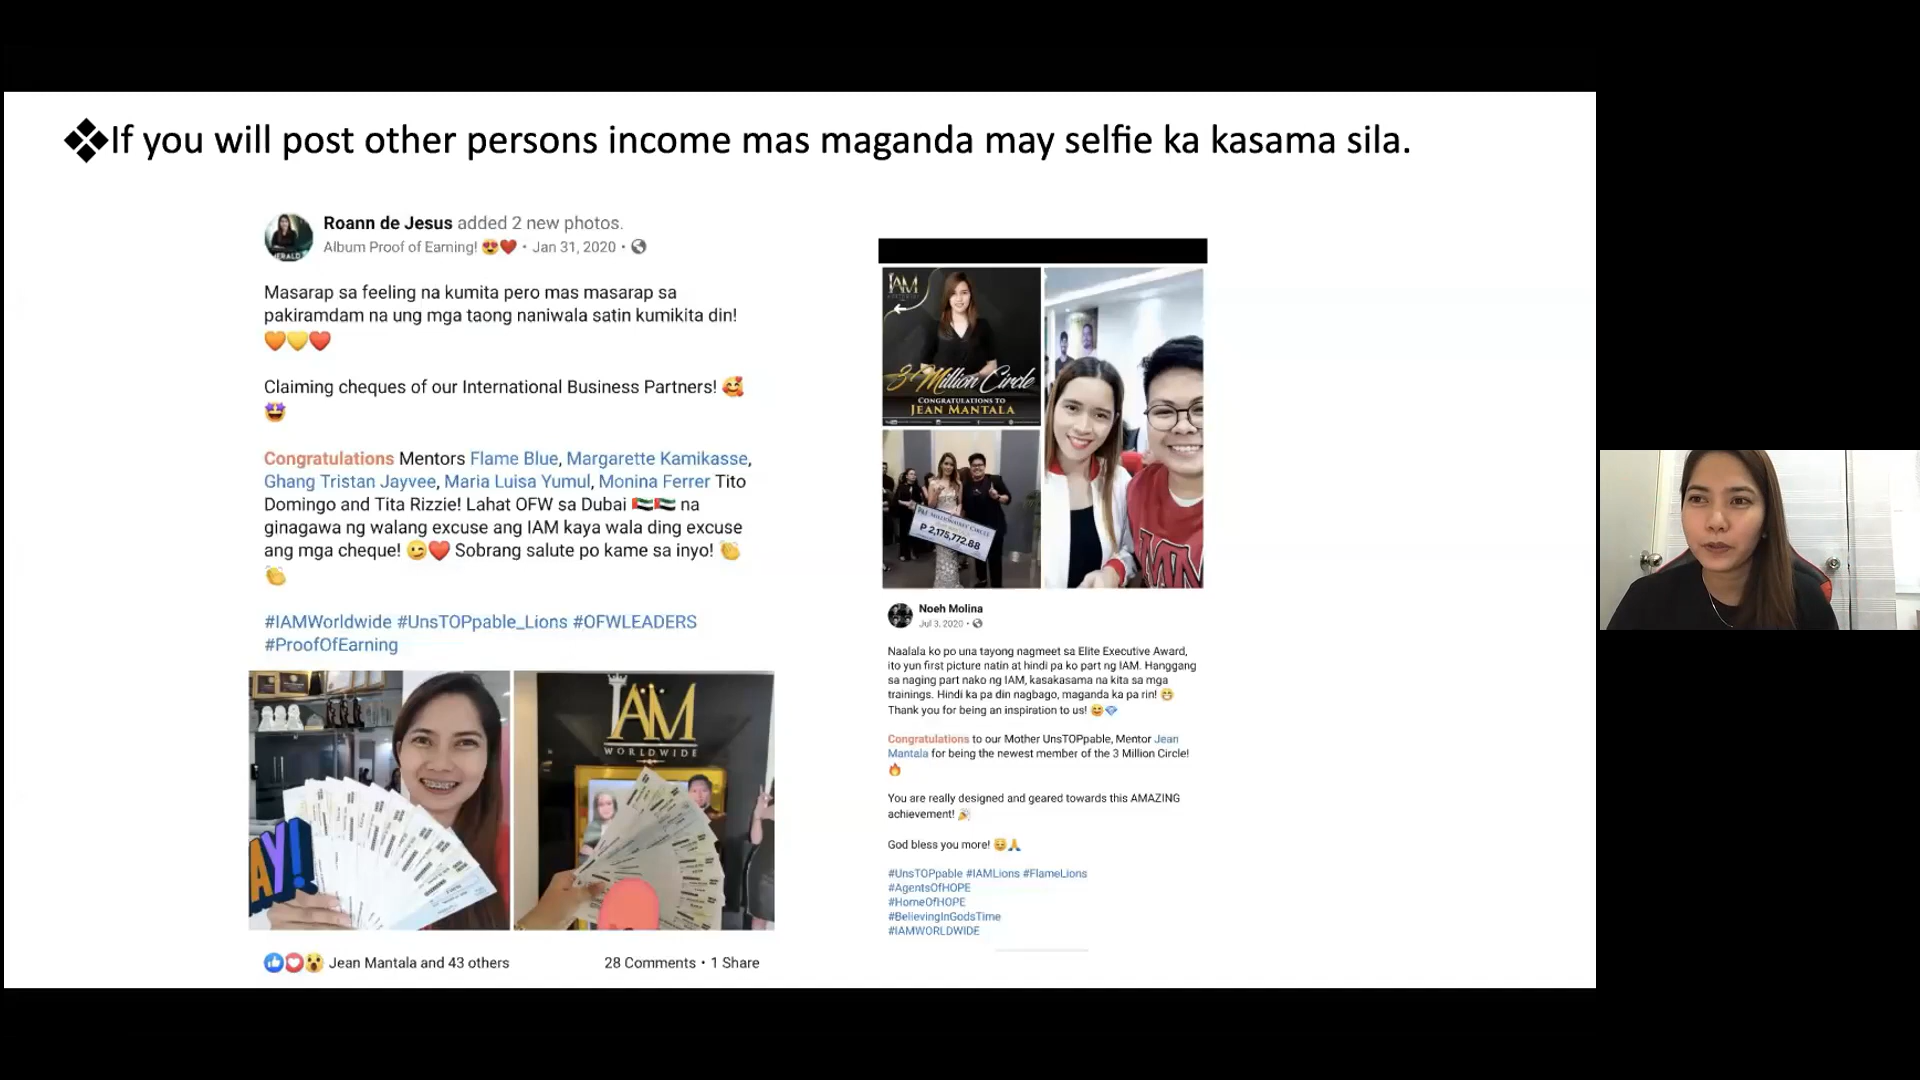 ❖If you will post other persons income mas maganda may selfie ka kasama sila.
Roann de Jesus added 2 new photos.
Album Proof of Earning! 😍❤️ · Jan 31, 2020 ·
Masarap sa feeling na kumita pero mas masarap sa
pakiramdam na ung mga taong naniwala satin kumikita din!
🧡💛❤️
Claiming cheques of our International Business Partners! 🥰
🤩
Congratulations Mentors Flame Blue, Margarette Kamikasse,
Ghang Tristan Jayvee, Maria Luisa Yumul, Monina Ferrer Tito
Domingo and Tita Rizzie! Lahat OFW sa Dubai 🇦🇪🇦🇪 na
ginagawa ng walang excuse ang IAM kaya wala ding excuse
ang mga cheque! 😉❤️ Sobrang salute po kame sa inyo! 👏
👏
#IAMWorldwide #UnsTOPpable_Lions #OFWLEADERS
#ProofOfEarning
AY!
IAM
WORLDWIDE
Jean Mantala and 43 others
28 Comments · 1 Share
IAM
3 Million Circle
CONGRATULATIONS TO
JEAN MANTALA
₱ 2,175,772.88
Noeh Molina
Jul 3, 2020 ·
Naalala ko po una tayong nagmeet sa Elite Executive Award,
ito yun first picture natin at hindi pa ko part ng IAM. Hanggang
sa naging part nako ng IAM, kasakasama na kita sa mga
trainings. Hindi ka pa din nagbago, maganda ka pa rin! 😁
Thank you for being an inspiration to us! 😄💎
Congratulations to our Mother UnsTOPpable, Mentor Jean
Mantala for being the newest member of the 3 Million Circle!
🔥
You are really designed and geared towards this AMAZING
achievement! 🎉
God bless you more! 😇🙏
#UnsTOPpable #IAMLions #FlameLions
#AgentsOfHOPE
#HomeOfHOPE
#BelievingInGodsTime
#IAMWORLDWIDE